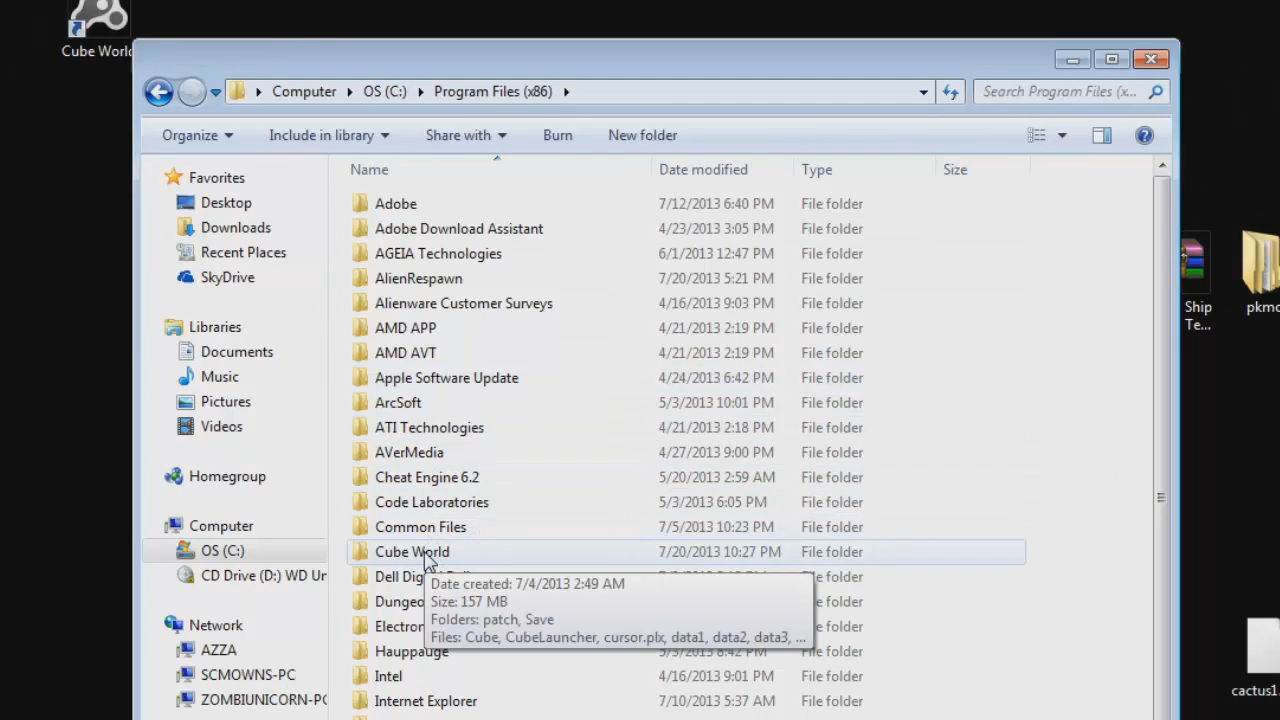 Cube World
Computer OS (C:) Program Files (x86)
Search Program Files (x...
Organize Include in library Share with Burn New folder
Name Date modified Type Size
Favorites
Desktop
Downloads
Recent Places
SkyDrive
Libraries
Documents
Music
Pictures
Videos
Homegroup
Computer
OS (C:)
CD Drive (D:) WD Un
Network
AZZA
SCMOWNS-PC
ZOMBIUNICORN-PC
Adobe 7/12/2013 6:40 PM File folder
Adobe Download Assistant 4/23/2013 3:05 PM File folder
AGEIA Technologies 6/1/2013 12:47 PM File folder
AlienRespawn 7/20/2013 5:21 PM File folder
Alienware Customer Surveys 4/16/2013 9:03 PM File folder
AMD APP 4/21/2013 2:19 PM File folder
AMD AVT 4/21/2013 2:19 PM File folder
Apple Software Update 4/24/2013 6:42 PM File folder
ArcSoft 5/3/2013 10:01 PM File folder
ATI Technologies 4/21/2013 2:18 PM File folder
AVerMedia 4/27/2013 9:00 PM File folder
Cheat Engine 6.2 5/20/2013 2:59 AM File folder
Code Laboratories 5/3/2013 6:05 PM File folder
Common Files 7/5/2013 10:23 PM File folder
Cube World 7/20/2013 10:27 PM File folder
Dell File folder
file folder
File folder
Hauppauge 5/3/2013 8:42 PM File folder
Intel 4/16/2013 9:01 PM File folder
Internet Explorer 7/10/2013 5:37 AM File folder
Date created: 7/4/2013 2:49 AM
Size: 157 MB
Folders: patch, Save
Files: Cube, CubeLauncher, cursor.plx, data1, data2, data3, ...
Ship
Te...
pkmo
cactus1.